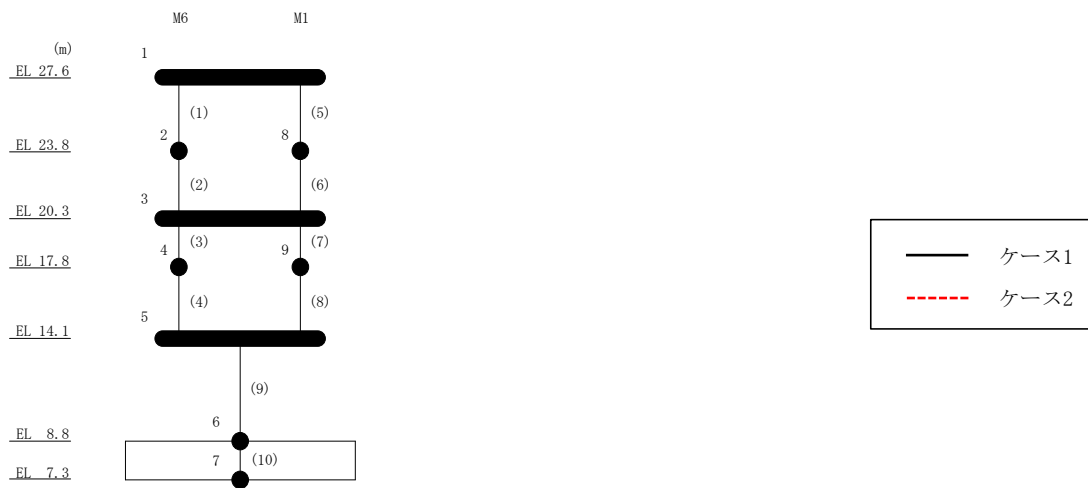 M6 M1
(m)
1
EL 27.6
(1) (5)
2 8
EL 23.8
(2) (6)
3
EL 20.3
(3) (7)
4 9
EL 17.8
(4) (8)
5
EL 14.1
(9)
6
EL 8.8
7 (10)
EL 7.3
ケース1
ケース2